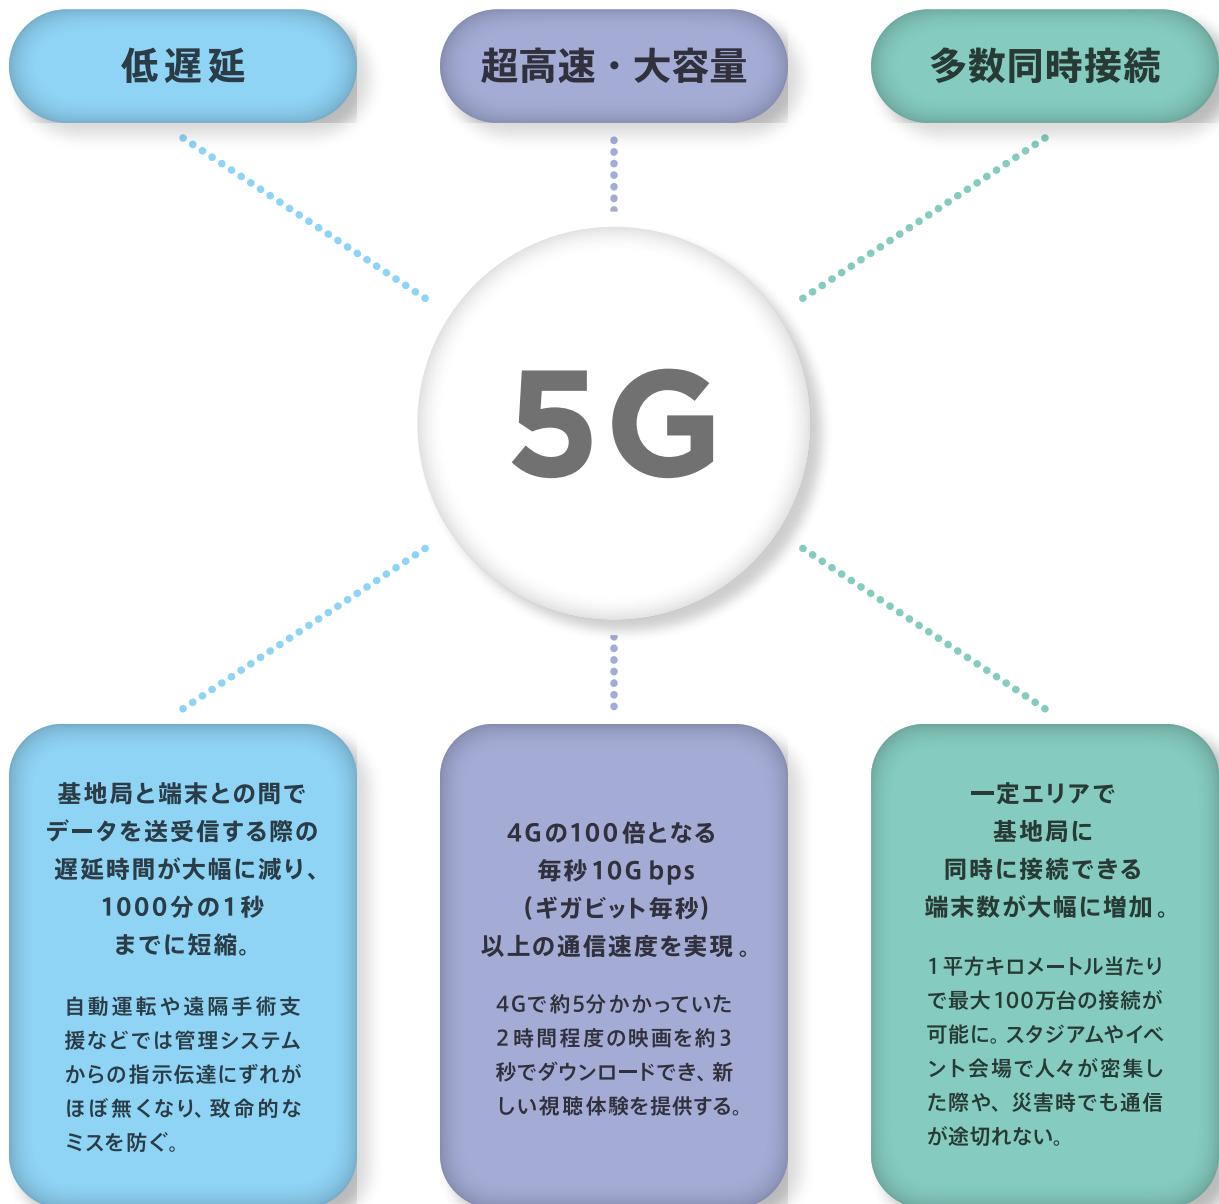 低遅延
超高速・大容量
多数同時接続
5G
基地局と端末との間で
データを送受信する際の
遅延時間が大幅に減り、
1000分の1秒
までに短縮。
自動運転や遠隔手術支
援などでは管理システム
からの指示伝達にずれが
ほぼ無くなり、致命的な
ミスを防ぐ。
4Gの100倍となる
毎秒10G bps
(ギガビット毎秒)
以上の通信速度を実現。
4Gで約5分かかっていた
2時間程度の映画を約3
秒でダウンロードでき、新
しい視聴体験を提供する。
一定エリアで
基地局に
同時に接続できる
端末数が大幅に増加。
1平方キロメートル当たり
で最大100万台の接続が
可能に。スタジアムやイベ
ント会場で人々が密集し
た際や、災害時でも通信
が途切れない。